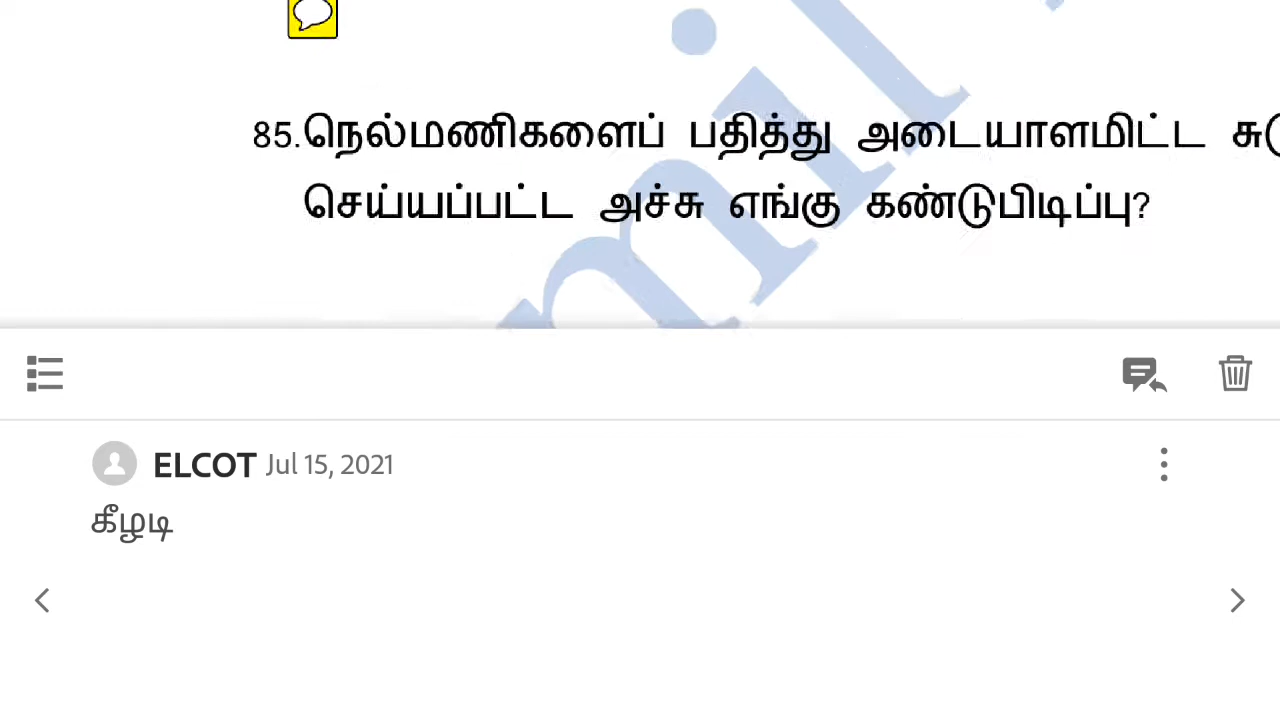 85.நெல்மணிகளைப் பதித்து அடையாளமிட்ட
செய்யப்பட்ட அச்சு எங்கு கண்டுபிடிப்பு?
ELCOT Jul 15, 2021
கீழடி